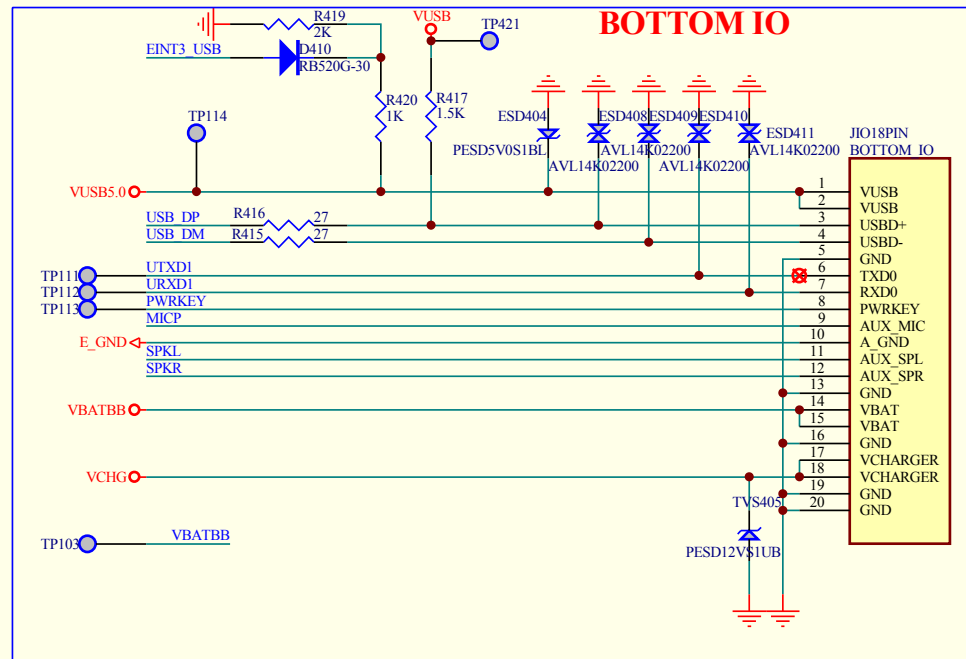 BOTTOM IO
R419
2K
VUSB
TP421
EINT3_USB
D410
RB520G-30
R420
1K
R417
1.5K
TP114
ESD404
ESD408
ESD409
ESD410
ESD411
PESD5V0S1BL
AVL14K02200
AVL14K02200
AVL14K02200
AVL14K02200
JIO18PIN
BOTTOM_IO
VUSB5.0
1 VUSB
2 VUSB
USB_DP
R416
27
3 USBD+
USB_DM
R415
27
4 USBD-
5 GND
TP111
UTXD1
6 TXD0
TP112
URXD1
7 RXD0
TP113
PWRKEY
8 PWRKEY
MICP
9 AUX_MIC
E_GND
10 A_GND
SPKL
11 AUX_SPL
SPKR
12 AUX_SPR
13 GND
VBATBB
14 VBAT
15 VBAT
16 GND
17 VCHARGER
VCHG
18 VCHARGER
19 GND
20 GND
TVS405
PESD12VS1UB
TP103
VBATBB